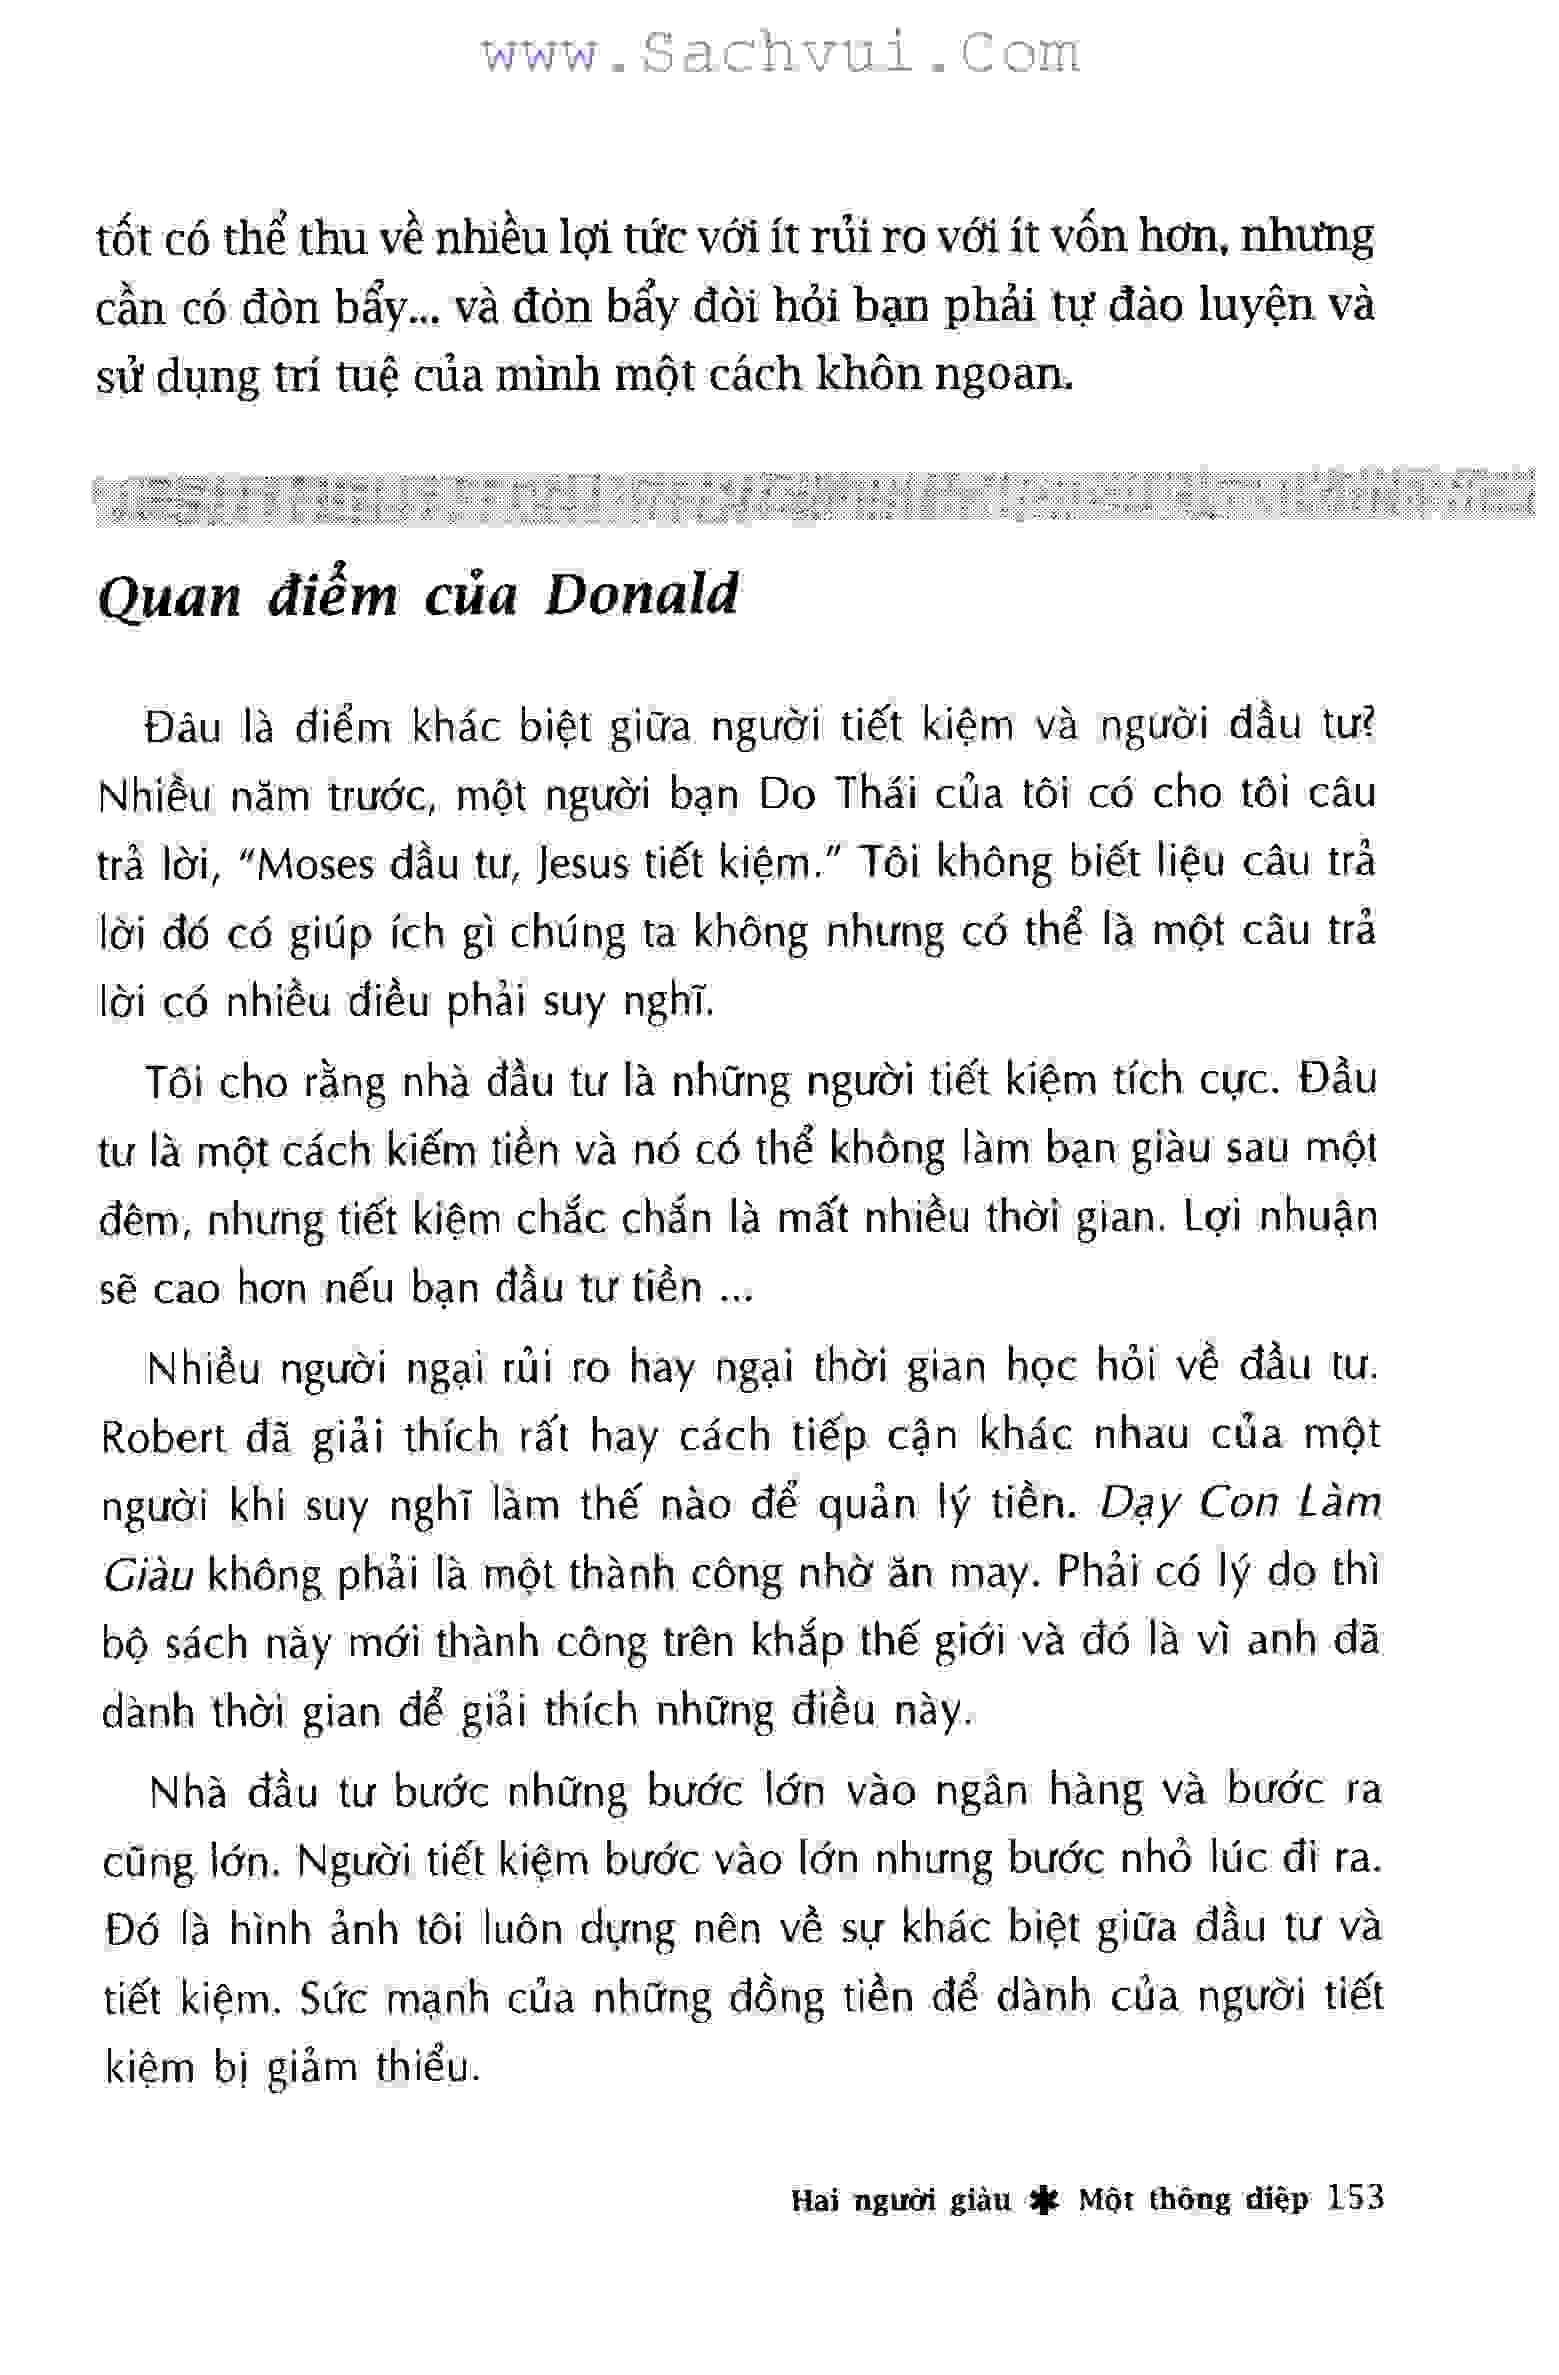 www.Sachvui.Com
tốt có thể thu về nhiều lợi tức với ít rủi ro với ít vốn hơn, nhưng
cần có đòn bẩy... và đòn bẩy đòi hỏi bạn phải tự đào luyện và
sử dụng trí tuệ của mình một cách khôn ngoan.
Quan điểm của Donald
Đâu là điểm khác biệt giữa người tiết kiệm và người đầu tư?
Nhiều năm trước, một người bạn Do Thái của tôi có cho tôi câu
trả lời, "Moses đầu tư, Jesus tiết kiệm." Tôi không biết liệu câu trả
lời đó có giúp ích gì chúng ta không nhưng có thể là một câu trả
lời có nhiều điều phải suy nghĩ.
Tôi cho rằng nhà đầu tư là những người tiết kiệm tích cực. Đầu
tư là một cách kiếm tiền và nó có thể không làm bạn giàu sau một
đêm, nhưng tiết kiệm chắc chắn là mất nhiều thời gian. Lợi nhuận
sẽ cao hơn nếu bạn đầu tư tiền ...
Nhiều người ngại rủi ro hay ngại thời gian học hỏi về đầu tư.
Robert đã giải thích rất hay cách tiếp cận khác nhau của một
người khi suy nghĩ làm thế nào để quản lý tiền. Dạy Con Làm
Giàu không phải là một thành công nhờ ăn may. Phải có lý do thì
bộ sách này mới thành công trên khắp thế giới và đó là vì anh đã
dành thời gian để giải thích những điều này.
Nhà đầu tư bước những bước lớn vào ngân hàng và bước ra
cũng lớn. Người tiết kiệm bước vào lớn nhưng bước nhỏ lúc đi ra.
Đó là hình ảnh tôi luôn dựng nên về sự khác biệt giữa đầu tư và
tiết kiệm. Sức mạnh của những đồng tiền để dành của người tiết
kiệm bị giảm thiểu.
Hai người giàu ✱ Một thông điệp 153